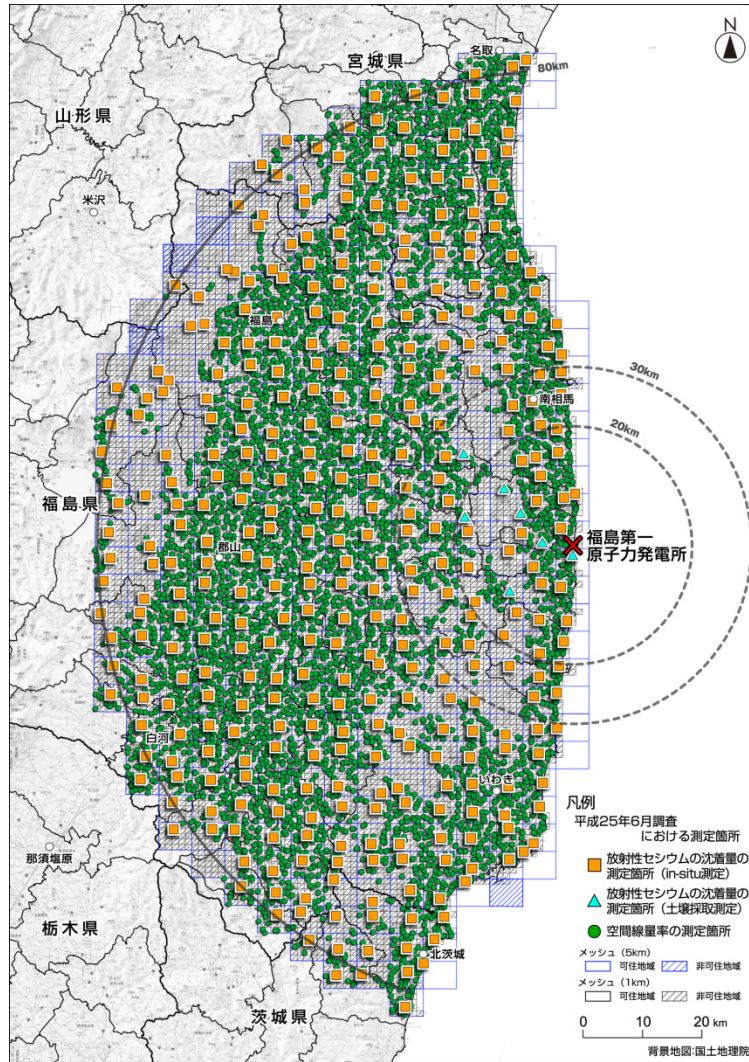 N
名取
宮城県
80km
山形県
米沢
福島
30km
南相馬
20km
福島県
福島第一
原子力発電所
郡山
白河
いわき
凡例
平成25年6月調査
における測定箇所
放射性セシウムの沈着量の
測定箇所(in-situ測定)
那須塩原
放射性セシウムの沈着量の
測定箇所(土壌採取測定)
栃木県
空間線量率の測定箇所
北茨城
メッシュ(5km)
可住地域 非可住地域
メッシュ(1km)
可住地域 非可住地域
茨城県
0 10 20 km
背景地図:国土地理院